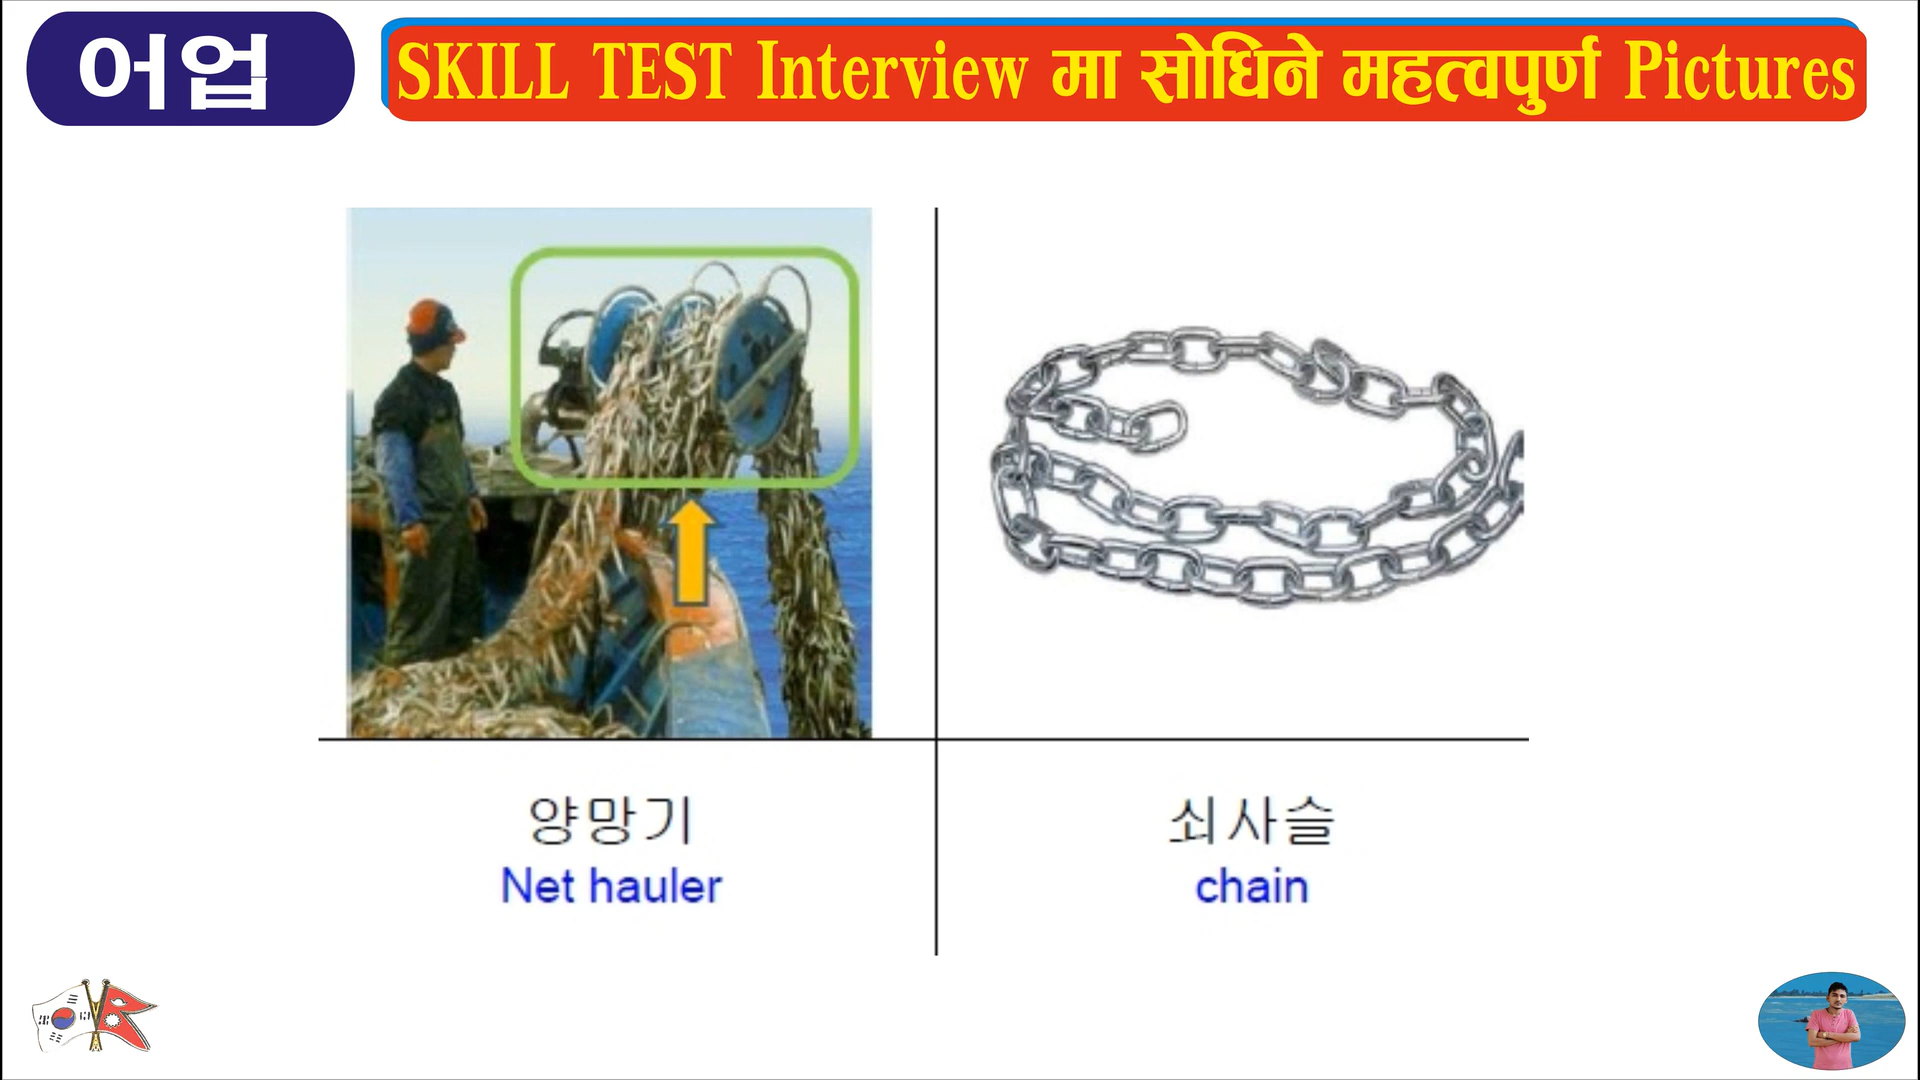 어업
SKILL TEST Interview मा सोधिने महत्वपुर्ण Pictures
양망기
Net hauler
쇠사슬
chain